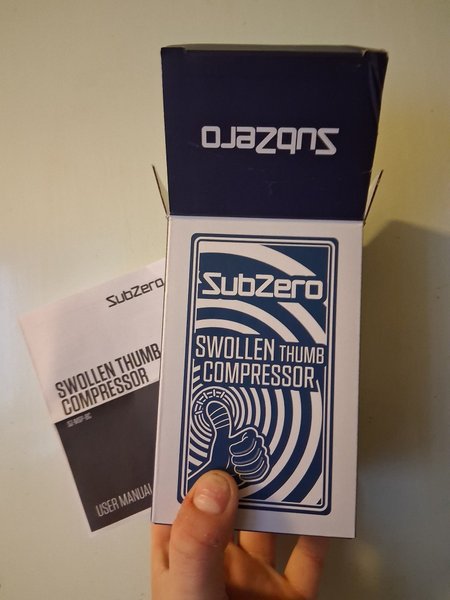 SubZero
SubZero
SWOLLEN THUMB
COMPRESSOR
SubZero
SWOLLEN THUMB
COMPRESSOR
USER MANUAL